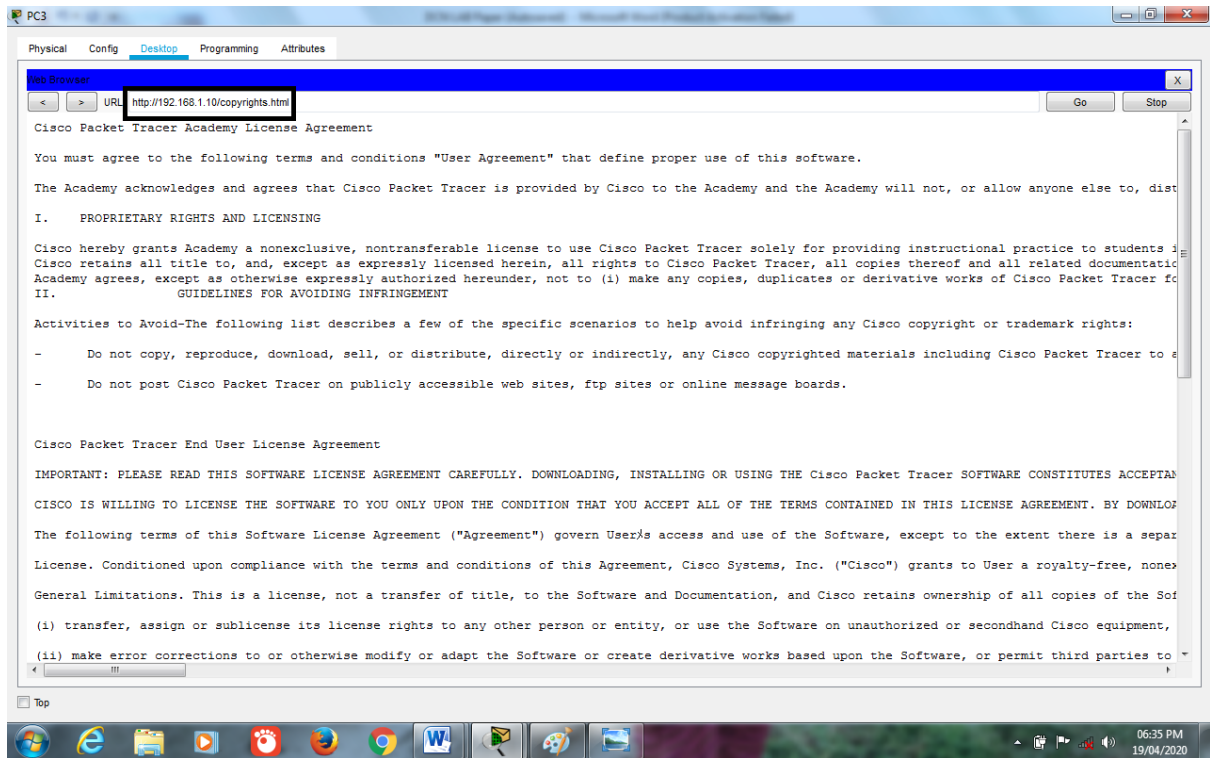 PC3
Physical Config Desktop Programming Attributes
Web Browser X
< > URL http://192.168.1.10/copyrights.html Go Stop
Cisco Packet Tracer Academy License Agreement
You must agree to the following terms and conditions "User Agreement" that define proper use of this software.
The Academy acknowledges and agrees that Cisco Packet Tracer is provided by Cisco to the Academy and the Academy will not, or allow anyone else to, dist
I. PROPRIETARY RIGHTS AND LICENSING
Cisco hereby grants Academy a nonexclusive, nontransferable license to use Cisco Packet Tracer solely for providing instructional practice to students i
Cisco retains all title to, and, except as expressly licensed herein, all rights to Cisco Packet Tracer, all copies thereof and all related documentatio
Academy agrees, except as otherwise expressly authorized hereunder, not to (i) make any copies, duplicates or derivative works of Cisco Packet Tracer fo
II. GUIDELINES FOR AVOIDING INFRINGEMENT
Activities to Avoid-The following list describes a few of the specific scenarios to help avoid infringing any Cisco copyright or trademark rights:
- Do not copy, reproduce, download, sell, or distribute, directly or indirectly, any Cisco copyrighted materials including Cisco Packet Tracer to a
- Do not post Cisco Packet Tracer on publicly accessible web sites, ftp sites or online message boards.
Cisco Packet Tracer End User License Agreement
IMPORTANT: PLEASE READ THIS SOFTWARE LICENSE AGREEMENT CAREFULLY. DOWNLOADING, INSTALLING OR USING THE Cisco Packet Tracer SOFTWARE CONSTITUTES ACCEPTAN
CISCO IS WILLING TO LICENSE THE SOFTWARE TO YOU ONLY UPON THE CONDITION THAT YOU ACCEPT ALL OF THE TERMS CONTAINED IN THIS LICENSE AGREEMENT. BY DOWNLOA
The following terms of this Software License Agreement ("Agreement") govern User's access and use of the Software, except to the extent there is a separ
License. Conditioned upon compliance with the terms and conditions of this Agreement, Cisco Systems, Inc. ("Cisco") grants to User a royalty-free, nonex
General Limitations. This is a license, not a transfer of title, to the Software and Documentation, and Cisco retains ownership of all copies of the Sof
(i) transfer, assign or sublicense its license rights to any other person or entity, or use the Software on unauthorized or secondhand Cisco equipment,
(ii) make error corrections to or otherwise modify or adapt the Software or create derivative works based upon the Software, or permit third parties to
Top
06:35 PM
19/04/2020